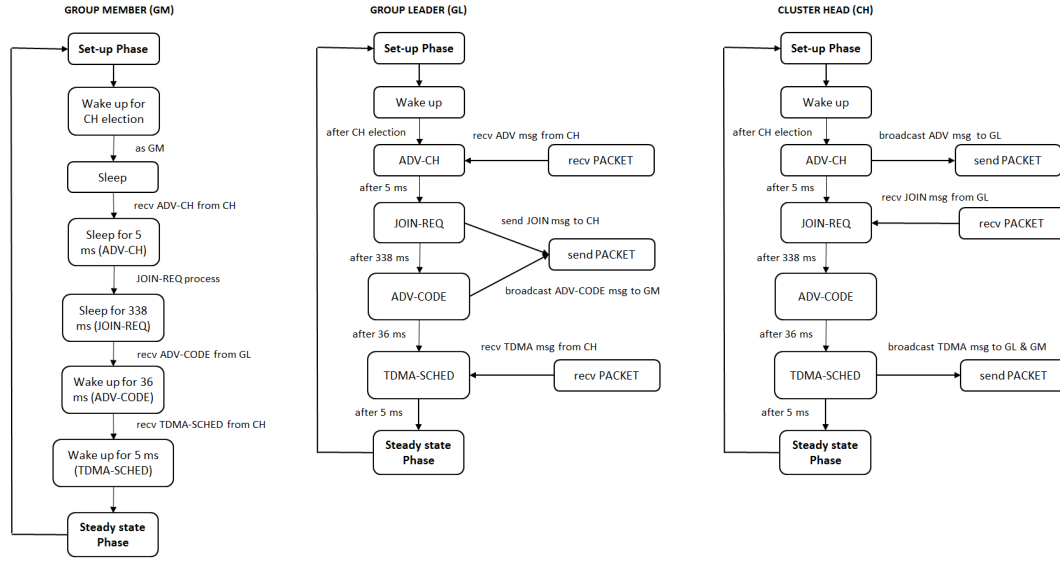 GROUP MEMBER (GM)
Set-up Phase
Wake up for
CH election
as GM
Sleep
recv ADV-CH from CH
Sleep for 5
ms (ADV-CH)
JOIN-REQ process
Sleep for 338
ms (JOIN-REQ)
recv ADV-CODE from GL
Wake up for 36
ms (ADV-CODE)
recv TDMA-SCHED from CH
Wake up for 5 ms
(TDMA-SCHED)
Steady state
Phase
GROUP LEADER (GL)
Set-up Phase
Wake up
after CH election
recv ADV msg from CH
ADV-CH
recv PACKET
after 5 ms
JOIN-REQ
send JOIN msg to CH
after 338 ms
send PACKET
ADV-CODE
broadcast ADV-CODE msg to GM
after 36 ms
recv TDMA msg from CH
TDMA-SCHED
recv PACKET
after 5 ms
Steady state
Phase
CLUSTER HEAD (CH)
Set-up Phase
Wake up
after CH election
broadcast ADV msg to GL
ADV-CH
send PACKET
after 5 ms
recv JOIN msg from GL
JOIN-REQ
recv PACKET
after 338 ms
ADV-CODE
after 36 ms
broadcast TDMA msg to GL & GM
TDMA-SCHED
send PACKET
after 5 ms
Steady state
Phase